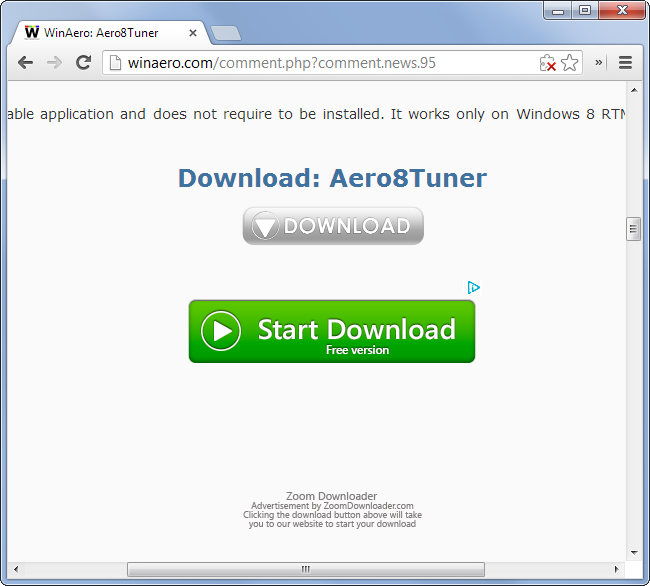 WinAero: Aero8Tuner
winaero.com/comment.php?comment.news.95
able application and does not require to be installed. It works only on Windows 8 RTM
Download: Aero8Tuner
DOWNLOAD
Start Download
Free version
Zoom Downloader
Advertisement by ZoomDownloader.com
Clicking the download button above will take
you to our website to start your download